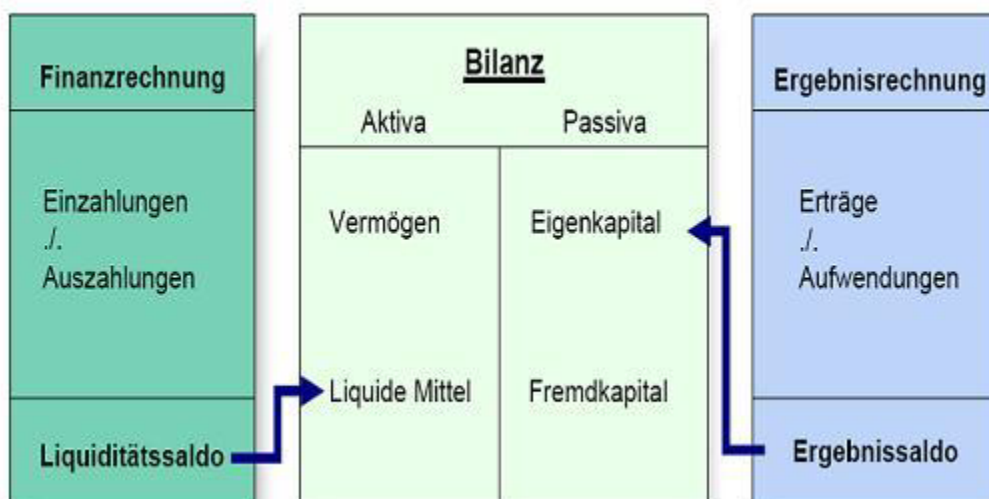 Finanzrechnung
Einzahlungen
./.
Auszahlungen
Liquiditätssaldo
Bilanz
Aktiva
Passiva
Vermögen
Eigenkapital
Liquide Mittel
Fremdkapital
Ergebnisrechnung
Erträge
./.
Aufwendungen
Ergebnissaldo